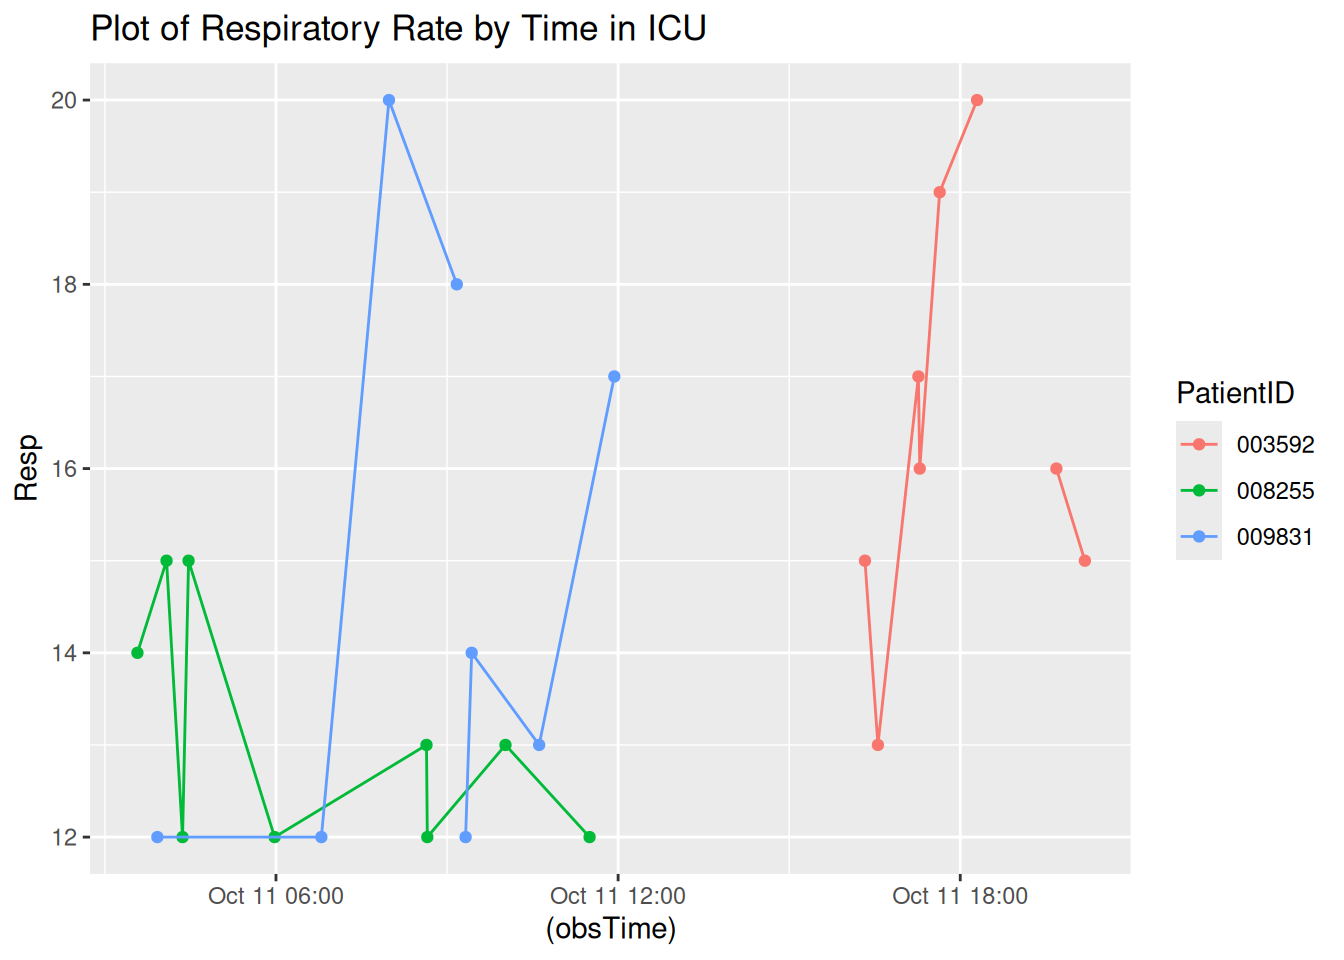 Plot of Respiratory Rate by Time in ICU
20
18
16
14
12
Resp
Oct 11 06:00
Oct 11 12:00
Oct 11 18:00
(obsTime)
PatientID
003592
008255
009831